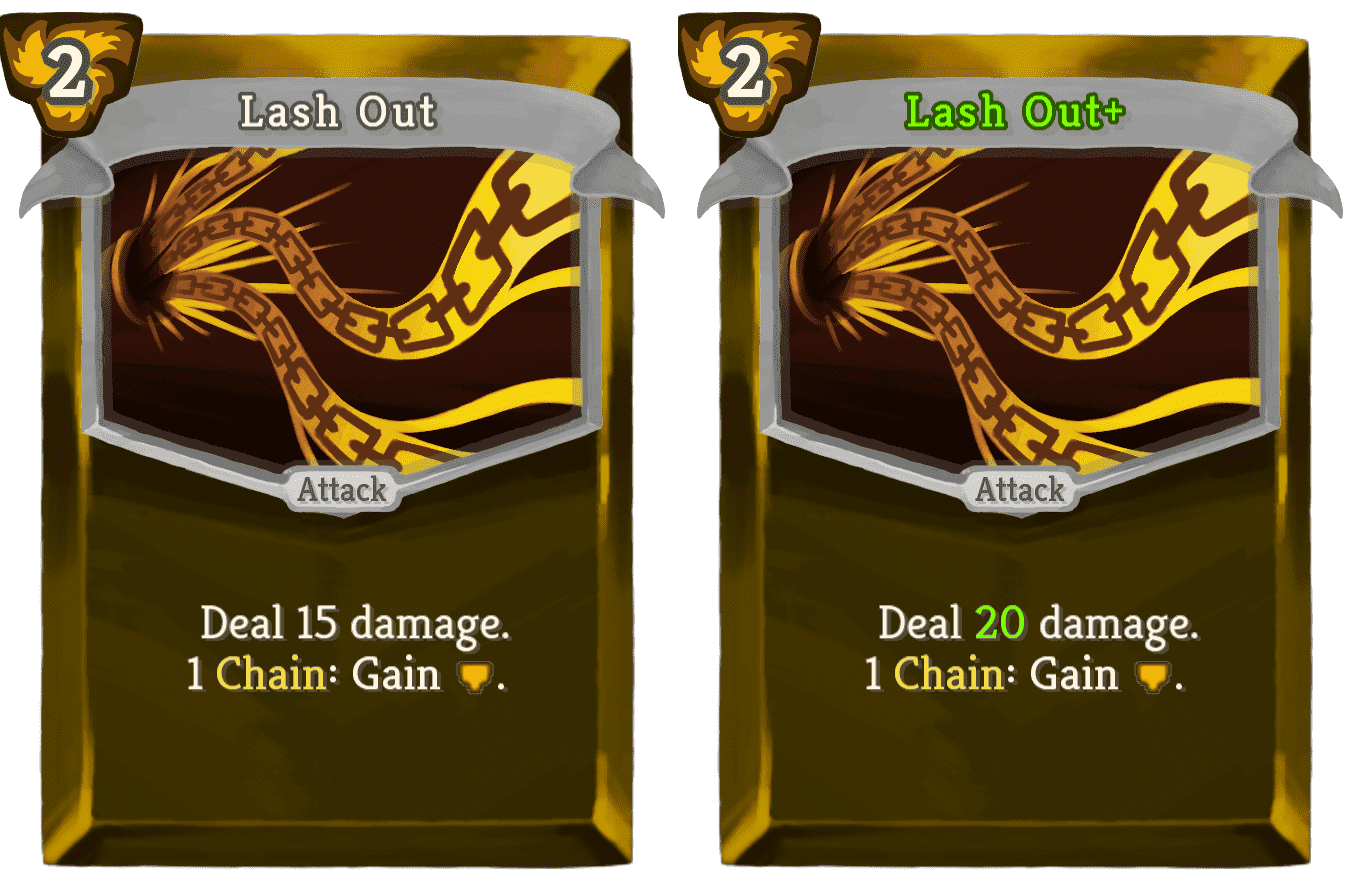 2
Lash Out
Attack
Deal 15 damage.
1 Chain: Gain .
2
Lash Out+
Attack
Deal 20 damage.
1 Chain: Gain .